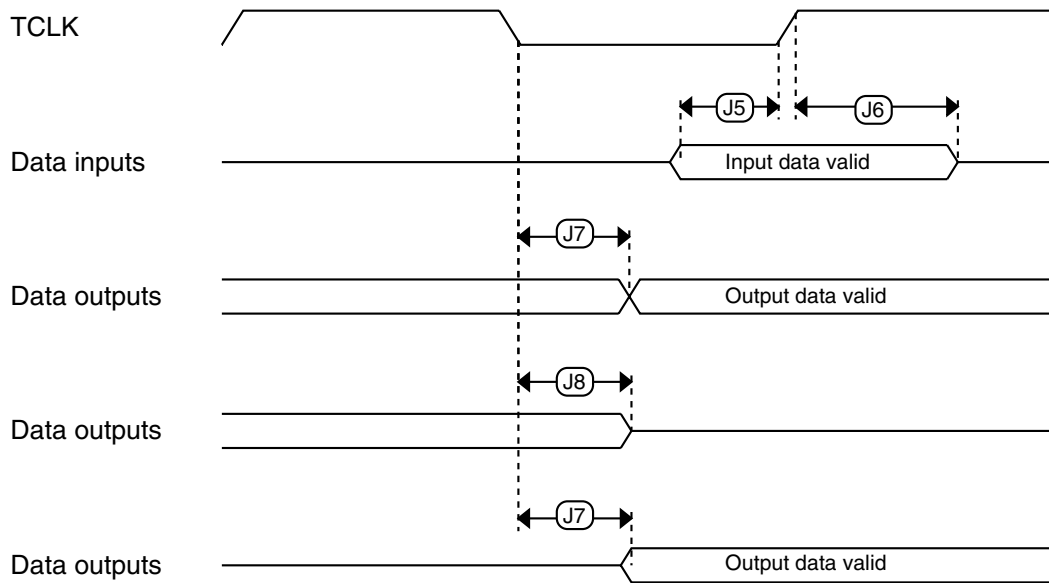 TCLK
J5
J6
Data inputs
Input data valid
J7
Data outputs
Output data valid
J8
Data outputs
J7
Data outputs
Output data valid